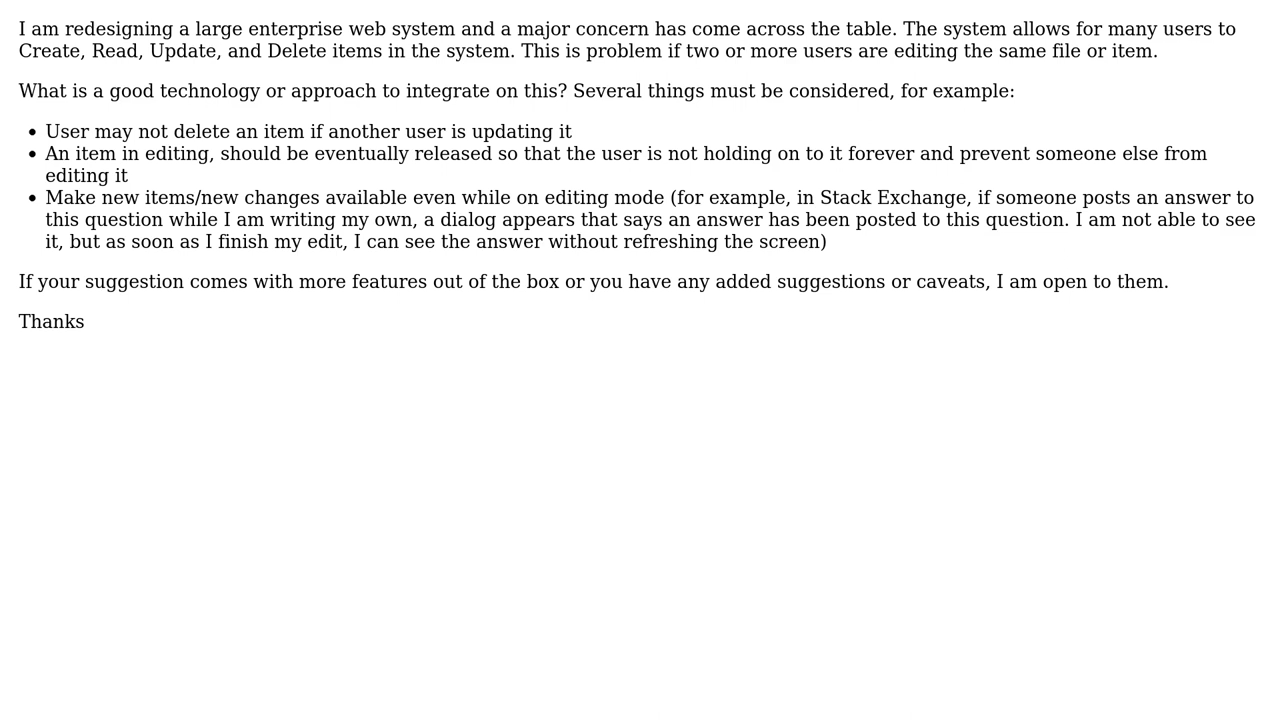 I am redesigning a large enterprise web system and a major concern has come across the table. The system allows for many users to
Create, Read, Update, and Delete items in the system. This is problem if two or more users are editing the same file or item.
What is a good technology or approach to integrate on this? Several things must be considered, for example:
• User may not delete an item if another user is updating it
• An item in editing, should be eventually released so that the user is not holding on to it forever and prevent someone else from
editing it
• Make new items/new changes available even while on editing mode (for example, in Stack Exchange, if someone posts an answer to
this question while I am writing my own, a dialog appears that says an answer has been posted to this question. I am not able to see
it, but as soon as I finish my edit, I can see the answer without refreshing the screen)
If your suggestion comes with more features out of the box or you have any added suggestions or caveats, I am open to them.
Thanks